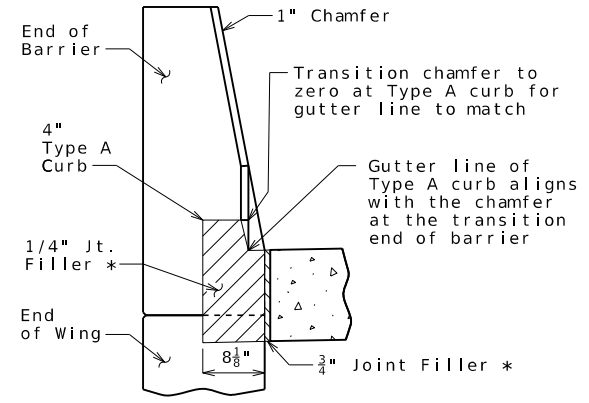 1" Chamfer
End of
Barrier
Transition chamfer to
zero at Type A curb for
gutter line to match
4"
Type A
Curb
Gutter line of
Type A curb aligns
with the chamfer
at the transition
end of barrier
1/4" Jt.
Filler *
End
of Wing
8 1/8"
3/4" Joint Filler *